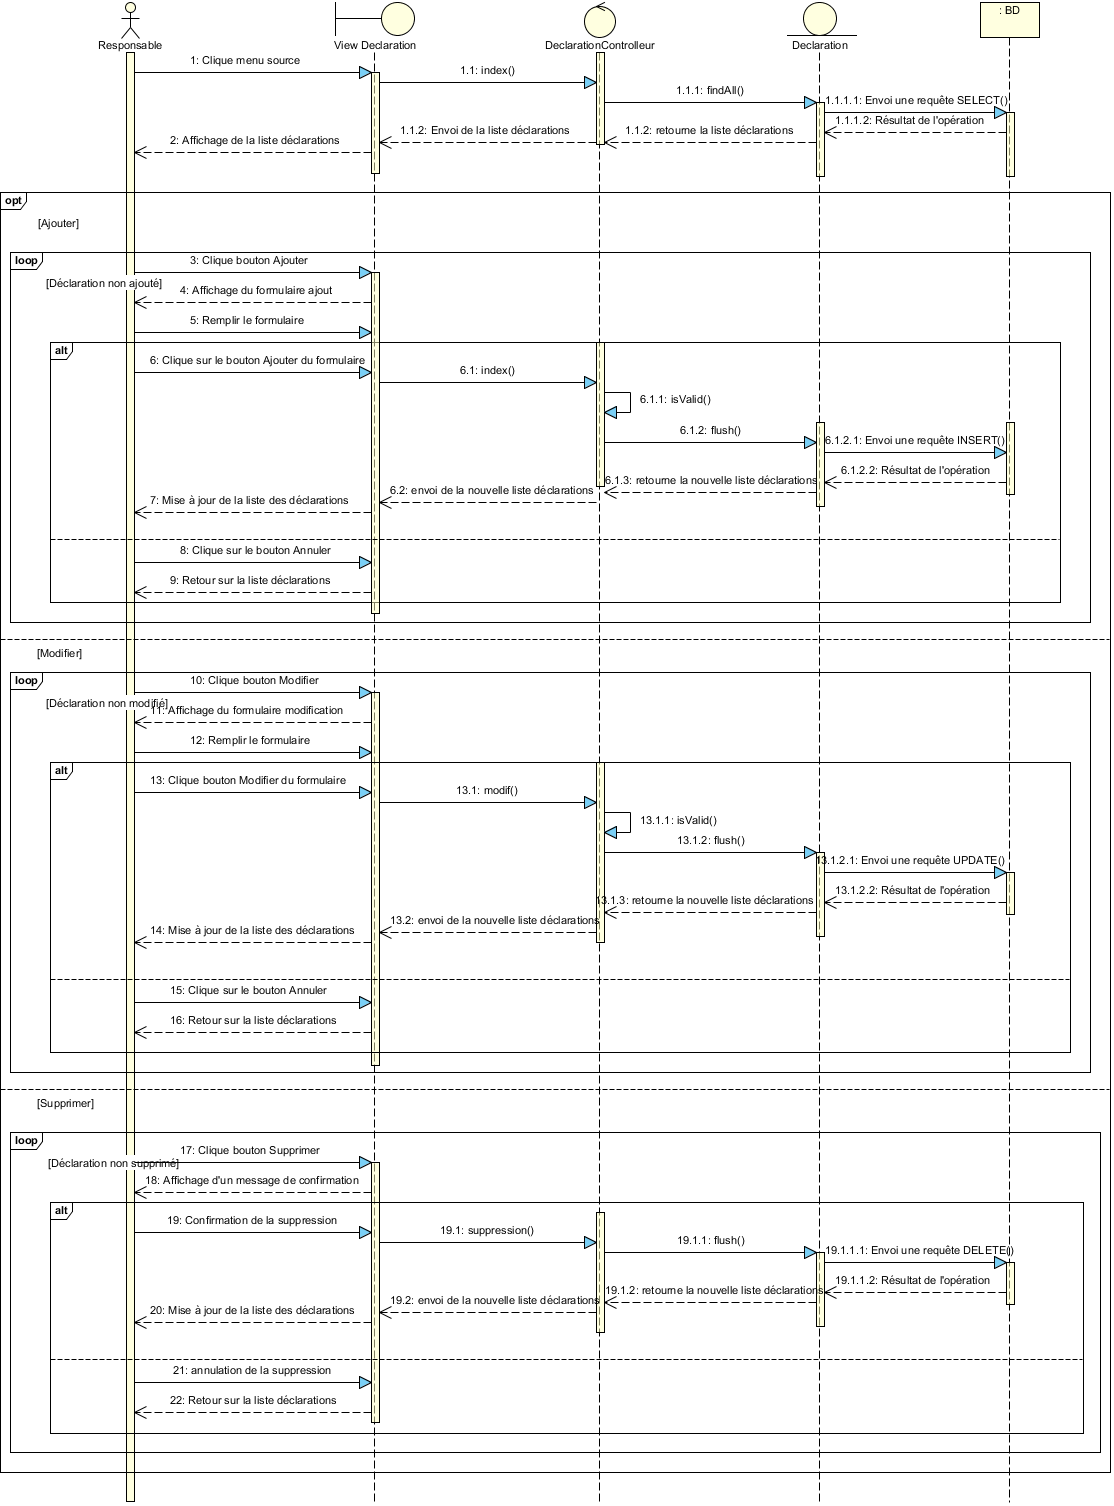 : BD
Responsable
View Declaration
DeclarationControlleur
Declaration
1: Clique menu source
1.1: index()
1.1.1: findAll()
1.1.1.1: Envoi une requête SELECT()
1.1.1.2: Résultat de l'opération
1.1.2: retourne la liste déclarations
1.1.2: Envoi de la liste déclarations
2: Affichage de la liste déclarations
opt
[Ajouter]
loop
3: Clique bouton Ajouter
[Déclaration non ajouté]
4: Affichage du formulaire ajout
5: Remplir le formulaire
alt
6: Clique sur le bouton Ajouter du formulaire
6.1: index()
6.1.1: isValid()
6.1.2: flush()
6.1.2.1: Envoi une requête INSERT()
6.1.2.2: Résultat de l'opération
6.1.3: retourne la nouvelle liste déclarations
6.2: envoi de la nouvelle liste déclarations
7: Mise à jour de la liste des déclarations
8: Clique sur le bouton Annuler
9: Retour sur la liste déclarations
[Modifier]
loop
10: Clique bouton Modifier
[Déclaration non modifié]
11: Affichage du formulaire modification
12: Remplir le formulaire
alt
13: Clique bouton Modifier du formulaire
13.1: modif()
13.1.1: isValid()
13.1.2: flush()
13.1.2.1: Envoi une requête UPDATE()
13.1.2.2: Résultat de l'opération
13.1.3: retourne la nouvelle liste déclarations
13.2: envoi de la nouvelle liste déclarations
14: Mise à jour de la liste des déclarations
15: Clique sur le bouton Annuler
16: Retour sur la liste déclarations
[Supprimer]
loop
17: Clique bouton Supprimer
[Déclaration non supprimé]
18: Affichage d'un message de confirmation
alt
19: Confirmation de la suppression
19.1: suppression()
19.1.1: flush()
19.1.1.1: Envoi une requête DELETE()
19.1.1.2: Résultat de l'opération
19.1.2: retourne la nouvelle liste déclarations
19.2: envoi de la nouvelle liste déclarations
20: Mise à jour de la liste des déclarations
21: annulation de la suppression
22: Retour sur la liste déclarations